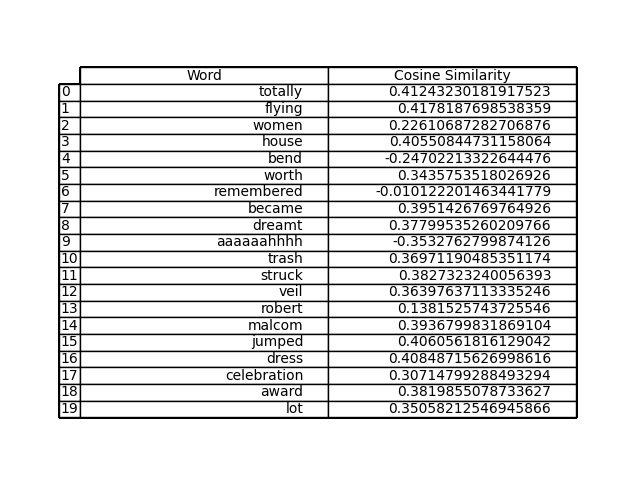 Word Cosine Similarity
0 totally 0.41243230181917523
1 flying 0.4178187698538359
2 women 0.22610687282706876
3 house 0.40550844731158064
4 bend -0.24702213322644476
5 worth 0.3435753518026926
6 remembered -0.010122201463441779
7 became 0.3951426769764926
8 dreamt 0.37799535260209766
9 aaaaaahhhh -0.3532762799874126
10 trash 0.36971190485351174
11 struck 0.3827323240056393
12 veil 0.36397637113335246
13 robert 0.1381525743725546
14 malcom 0.3936799831869104
15 jumped 0.4060561816129042
16 dress 0.40848715626998616
17 celebration 0.30714799288493294
18 award 0.3819855078733627
19 lot 0.35058212546945866